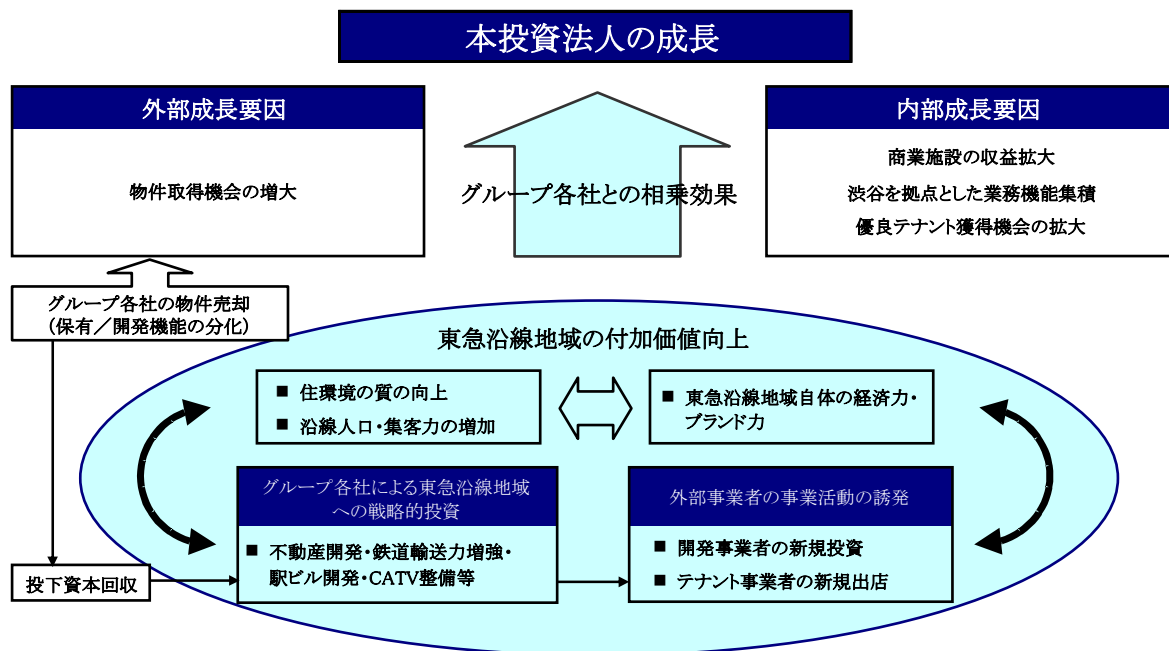 本投資法人の成長
外部成長要因
物件取得機会の増大
グループ各社との相乗効果
内部成長要因
商業施設の収益拡大
渋谷を拠点とした業務機能集積
優良テナント獲得機会の拡大
グループ各社の物件売却
(保有/開発機能の分化)
東急沿線地域の付加価値向上
■ 住環境の質の向上
■ 沿線人口・集客力の増加
■ 東急沿線地域自体の経済力・
ブランド力
グループ各社による東急沿線地域
への戦略的投資
■ 不動産開発・鉄道輸送力増強・
駅ビル開発・CATV整備等
外部事業者の事業活動の誘発
■ 開発事業者の新規投資
■ テナント事業者の新規出店
投下資本回収